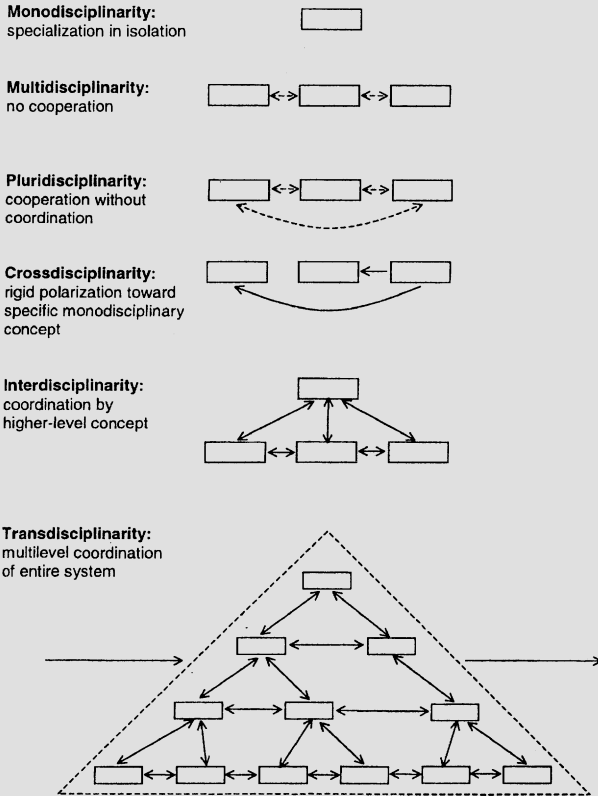 Monodisciplinarity:
specialization in isolation
Multidisciplinarity:
no cooperation
Pluridisciplinarity:
cooperation without
coordination
Crossdisciplinarity:
rigid polarization toward
specific monodisciplinary
concept
Interdisciplinarity:
coordination by
higher-level concept
Transdisciplinarity:
multilevel coordination
of entire system